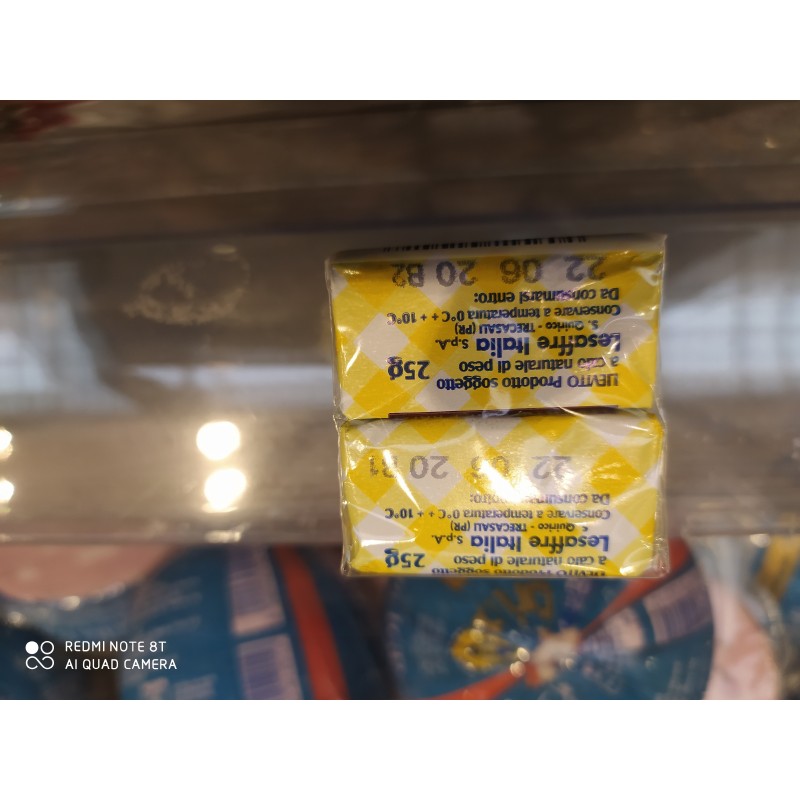 LIEVITO Prodotto soggetto
a calo naturale di peso 25g
Lesaffre Italia S.p.A.
S. Quirico - TRECASALI (PR)
Conservare a temperatura 0°C + + 10°C
Da consumarsi entro:
22 06 20 B2
LIEVITO Prodotto soggetto
a calo naturale di peso 25g
Lesaffre Italia S.p.A.
S. Quirico - TRECASALI (PR)
Conservare a temperatura 0°C + + 10°C
Da consumarsi entro:
22 20 B1
REDMI NOTE 8T
AI QUAD CAMERA